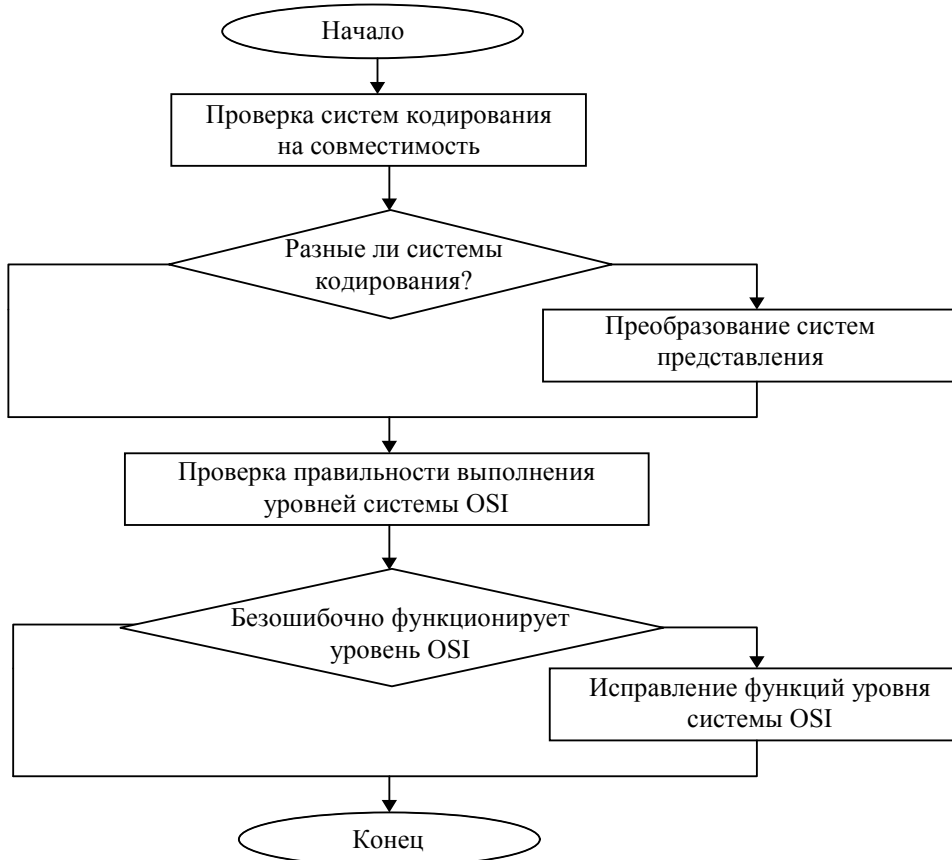 Начало
Проверка систем кодирования
на совместимость
Разные ли системы
кодирования?
Преобразование систем
представления
Проверка правильности выполнения
уровней системы OSI
Безошибочно функционирует
уровень OSI
Исправление функций уровня
системы OSI
Конец